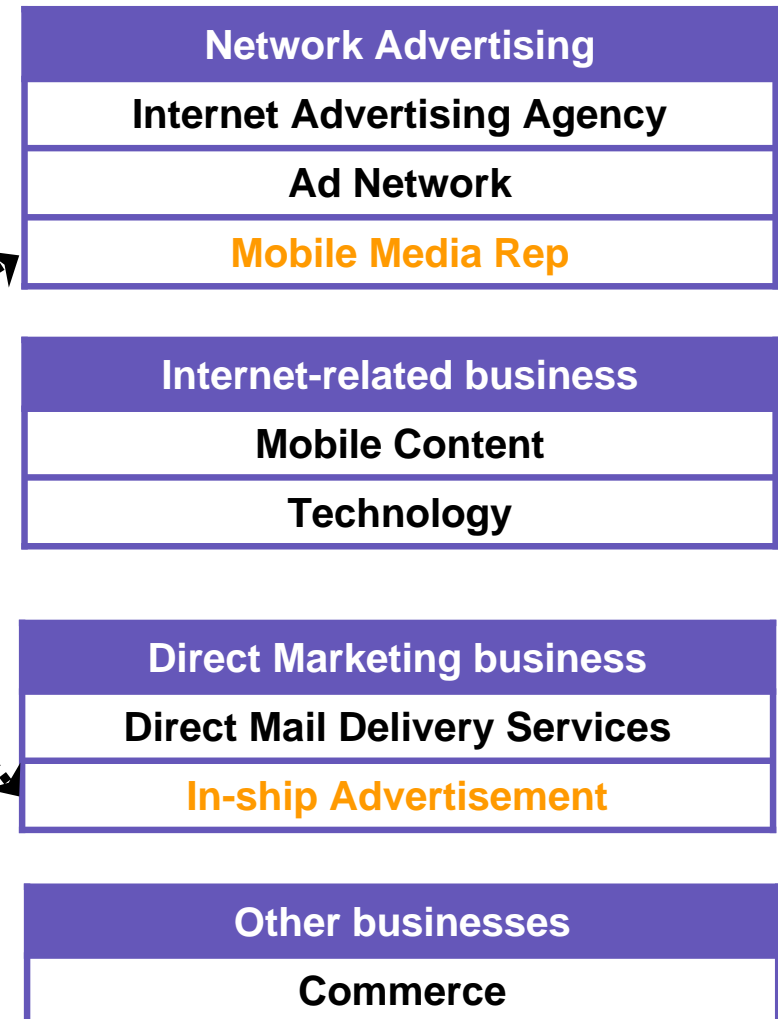 Network Advertising
Internet Advertising Agency
Ad Network
Mobile Media Rep
Internet-related business
Mobile Content
Technology
Direct Marketing business
Direct Mail Delivery Services
In-ship Advertisement
Other businesses
Commerce